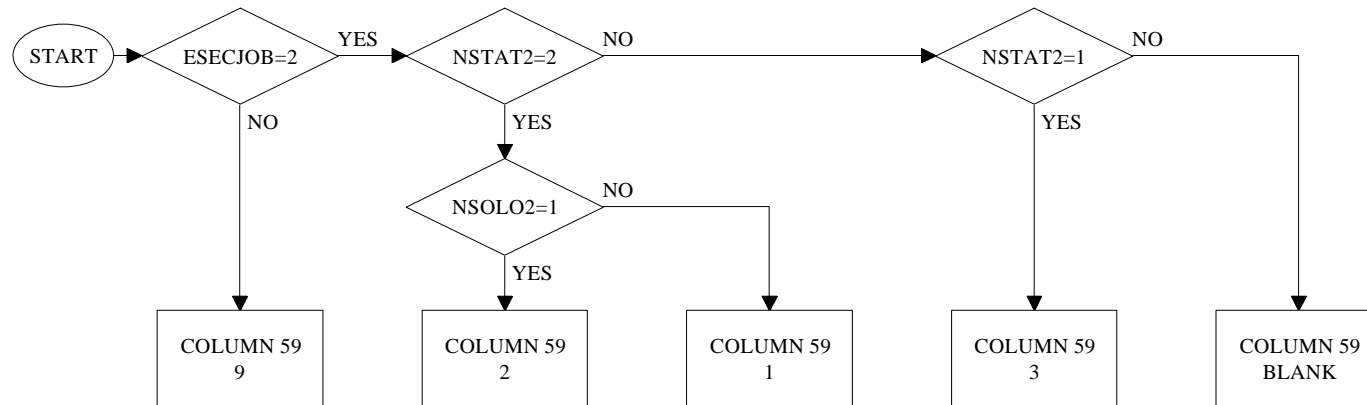 YES
NO
NO
START
ESECJOB=2
NSTAT2=2
NSTAT2=1
NO
YES
YES
NO
NSOLO2=1
YES
COLUMN 59
9
COLUMN 59
2
COLUMN 59
1
COLUMN 59
3
COLUMN 59
BLANK